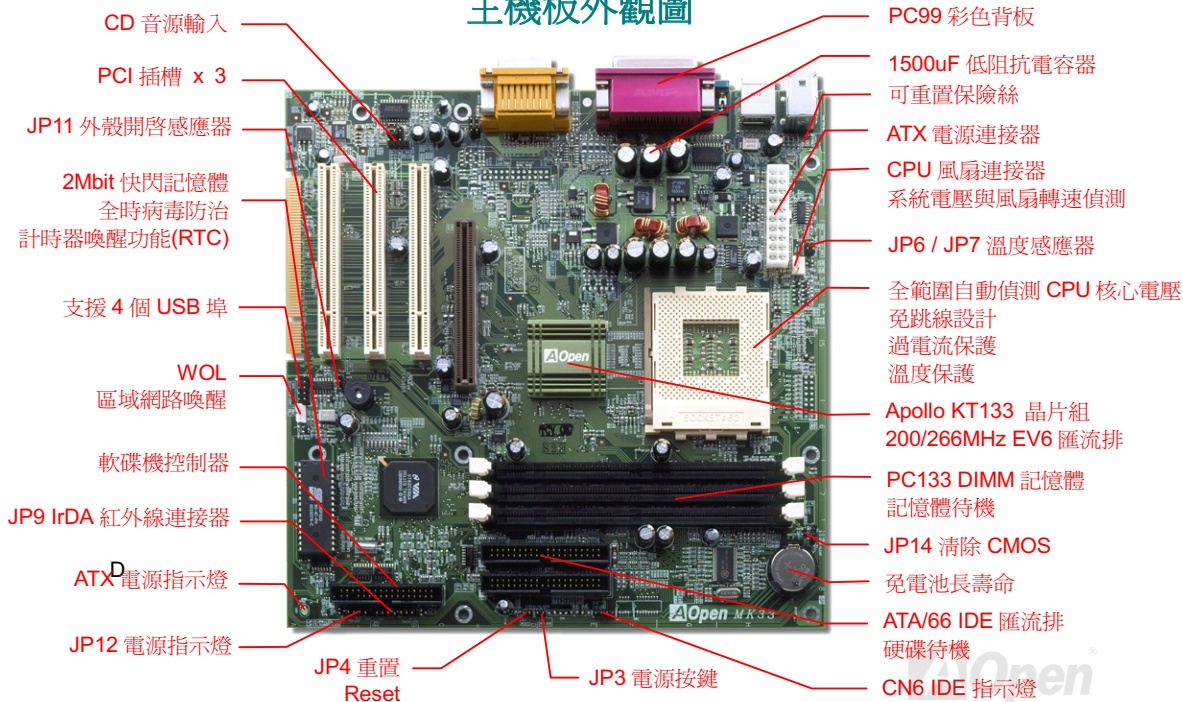 主機板外觀圖
CD 音源輸入
PCI 插槽 x 3
JP11 外殼開啓感應器
2Mbit 快閃記憶體
全時病毒防治
計時器喚醒功能(RTC)
支援 4 個 USB 埠
WOL
區域網路喚醒
軟碟機控制器
JP9 IrDA 紅外線連接器
D
ATX 電源指示燈
JP12 電源指示燈
JP4 重置
Reset
JP3 電源按鍵
PC99 彩色背板
1500uF 低阻抗電容器
可重置保險絲
ATX 電源連接器
CPU 風扇連接器
系統電壓與風扇轉速偵測
JP6 / JP7 溫度感應器
全範圍自動偵測 CPU 核心電壓
免跳線設計
過電流保護
溫度保護
Apollo KT133 晶片組
200/266MHz EV6 匯流排
PC133 DIMM 記憶體
記憶體待機
JP14 清除 CMOS
免電池長壽命
ATA/66 IDE 匯流排
硬碟待機
CN6 IDE 指示燈
AOpen
SOCKET 462
VIA
AOpen MK33
AOpen®